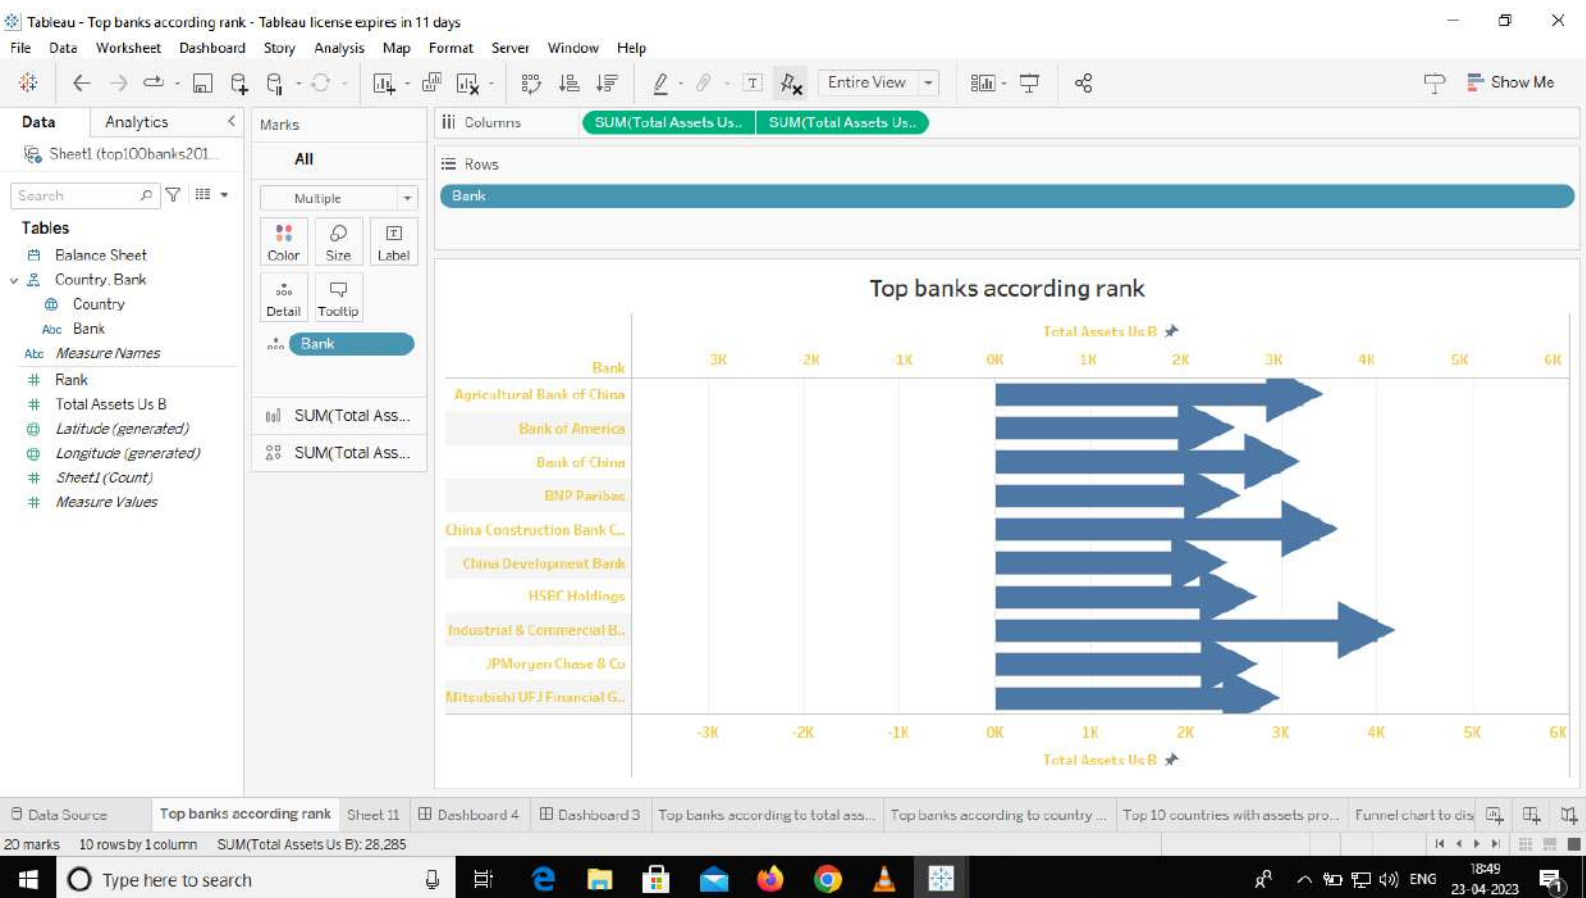 Tableau - Top banks according rank - Tableau license expires in 11 days
File Data Worksheet Dashboard Story Analysis Map Format Server Window Help
Entire View
Show Me
Data Analytics
Sheet1 (top100banks201...
Search
Tables
Balance Sheet
Country, Bank
Country
Abc Bank
Abc Measure Names
# Rank
# Total Assets Us B
Latitude (generated)
Longitude (generated)
# Sheet1 (Count)
# Measure Values
Marks
All
Multiple
Color Size Label
Detail Tooltip
Bank
SUM(Total Ass...
SUM(Total Ass...
Columns
SUM(Total Assets Us.. SUM(Total Assets Us..
Rows
Bank
Top banks according rank
Total Assets Us B
Bank
-3K -2K -1K 0K 1K 2K 3K 4K 5K 6K
Agricultural Bank of China
Bank of America
Bank of China
BNP Paribas
China Construction Bank C..
China Development Bank
HSBC Holdings
Industrial & Commercial B..
JPMorgan Chase & Co
Mitsubishi UFJ Financial G..
-3K -2K -1K 0K 1K 2K 3K 4K 5K 6K
Total Assets Us B
Data Source Top banks according rank Sheet 11 Dashboard 4 Dashboard 3 Top banks according to total ass... Top banks according to country ... Top 10 countries with assets pro... Funnel chart to dis
20 marks 10 rows by 1 column SUM(Total Assets Us B): 28,285
Type here to search
ENG
18:49
23-04-2023
1